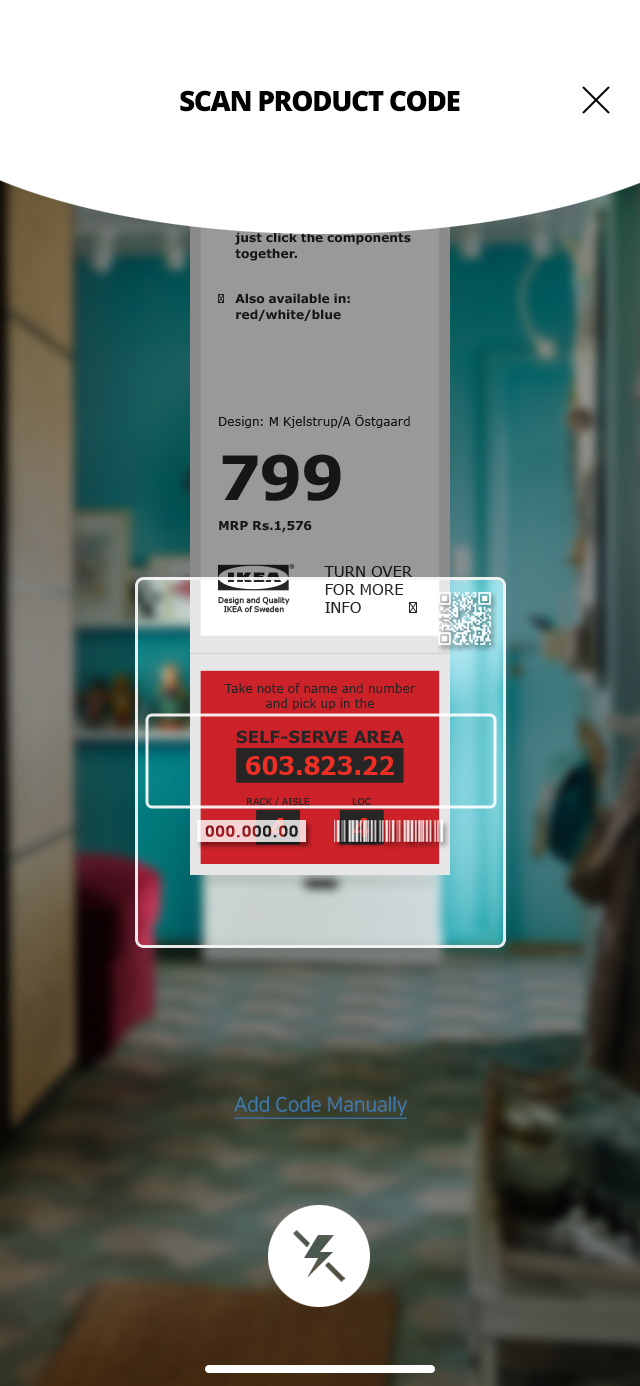 SCAN PRODUCT CODE
just click the components
together.
Also available in:
red/white/blue
Design: M Kjelstrup/A Östgaard
799
MRP Rs.1,576
IKEA
Design and Quality
IKEA of Sweden
TURN OVER
FOR MORE
INFO
Take note of name and number
and pick up in the
SELF-SERVE AREA
603.823.22
RACK / AISLE
LOC
000.000.00
Add Code Manually